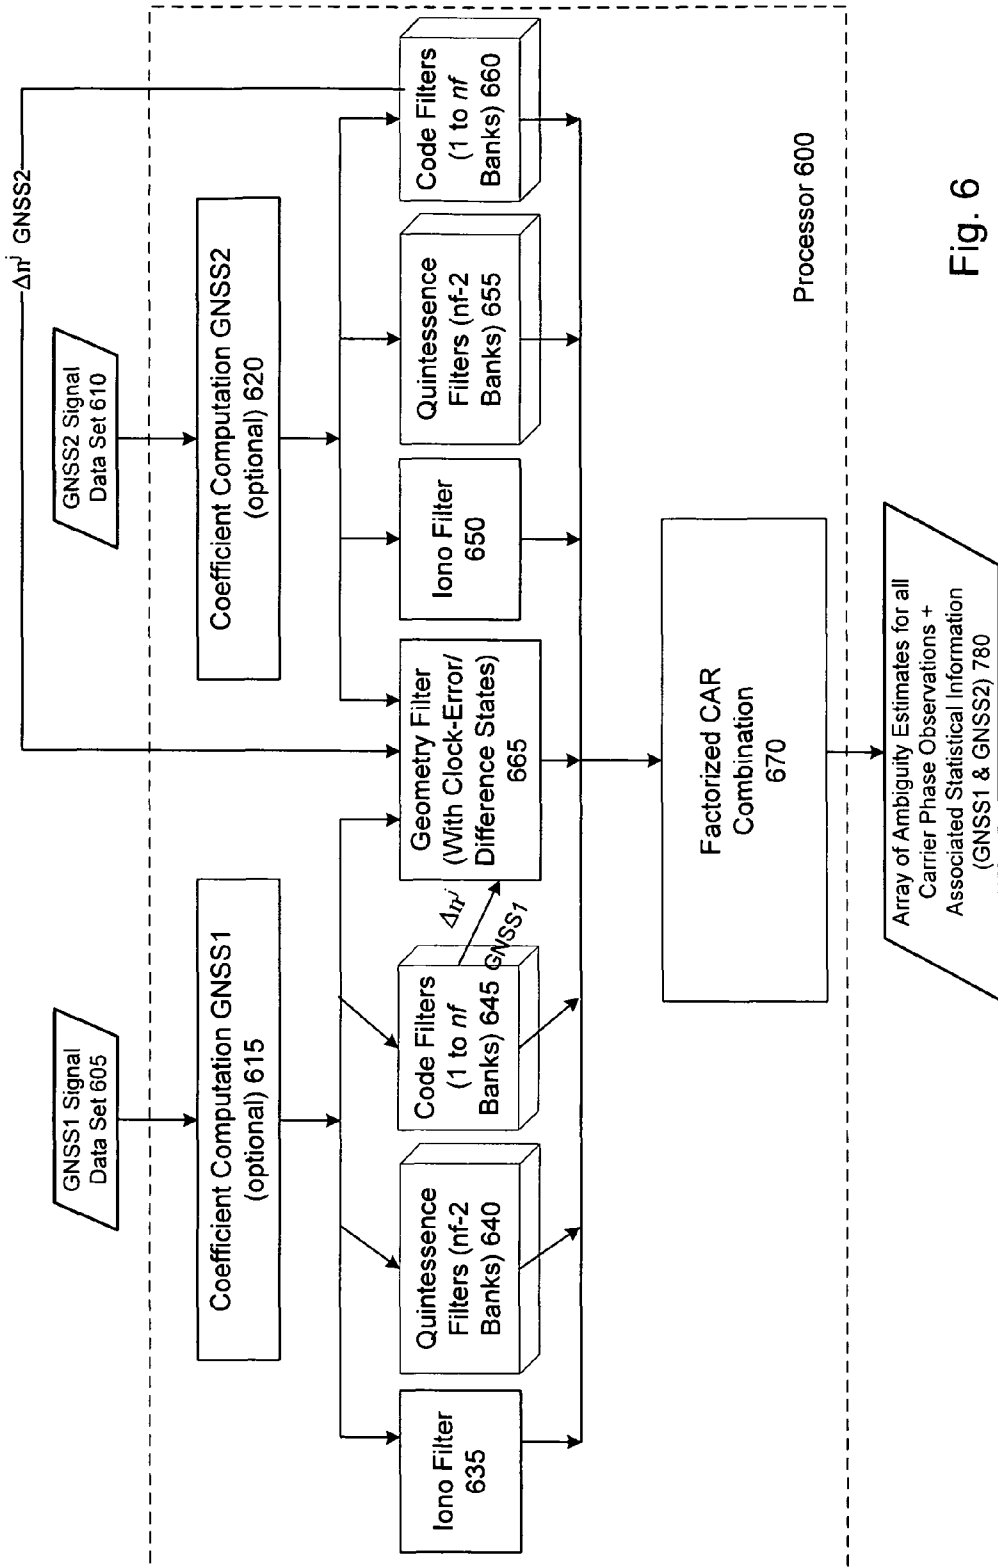 GNSS1 Signal
Data Set 605
GNSS2 Signal
Data Set 610
Δnʲ GNSS2
Coefficient Computation GNSS1
(optional) 615
Coefficient Computation GNSS2
(optional) 620
Iono Filter
635
Quintessence
Filters (nf-2
Banks) 640
Code Filters
(1 to nf
Banks) 645
Δnʲ
GNSS1
Geometry Filter
(With Clock-Error/
Difference States)
665
Iono Filter
650
Quintessence
Filters (nf-2
Banks) 655
Code Filters
(1 to nf
Banks) 660
Factorized CAR
Combination
670
Processor 600
Array of Ambiguity Estimates for all
Carrier Phase Observations +
Associated Statistical Information
(GNSS1 & GNSS2) 780
Fig. 6